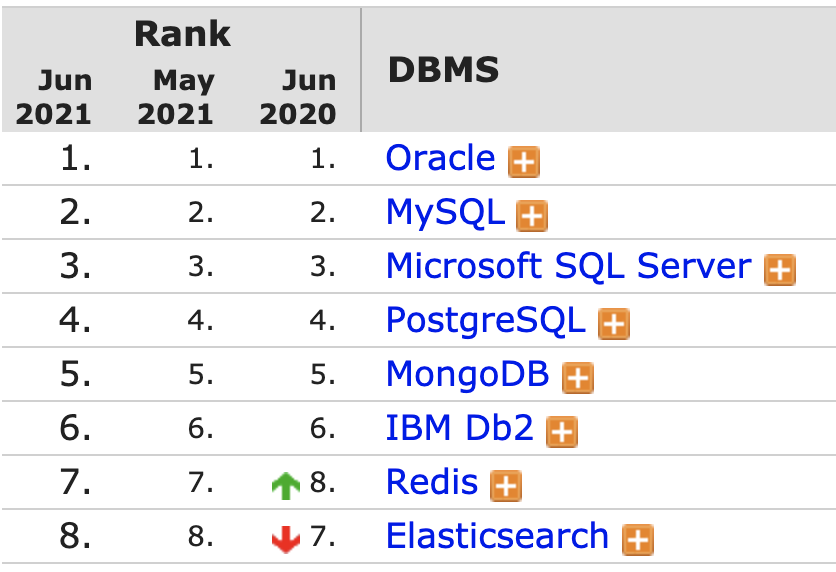 Rank
DBMS
Jun 2021 May 2021 Jun 2020
1. 1. 1. Oracle
2. 2. 2. MySQL
3. 3. 3. Microsoft SQL Server
4. 4. 4. PostgreSQL
5. 5. 5. MongoDB
6. 6. 6. IBM Db2
7. 7. 8. Redis
8. 8. 7. Elasticsearch